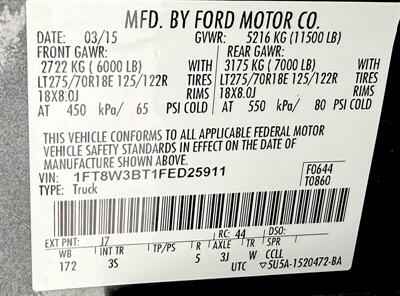 MFD. BY FORD MOTOR CO.
DATE: 03/15 GVWR: 5216 KG (11500 LB)
FRONT GAWR: REAR GAWR:
2722 KG ( 6000 LB) WITH 3175 KG ( 7000 LB) WITH
LT275/70R18E 125/122R TIRES LT275/70R18E 125/122R TIRES
18X8.0J RIMS 18X8.0J RIMS
AT 450 kPa/ 65 PSI COLD AT 550 kPa/ 80 PSI COLD
THIS VEHICLE CONFORMS TO ALL APPLICABLE FEDERAL MOTOR
VEHICLE SAFETY STANDARDS IN EFFECT ON THE DATE OF
MANUFACTURE SHOWN ABOVE.
VIN: 1FT8W3BT1FED25911 F0644
TYPE: Truck T0860
EXT PNT: J7 RC: 44 DSO:
WB INT TR TP/PS R AXLE TR SPR
172 3S 5 3J W CCLL
UTC ▽5U5A-1520472-BA